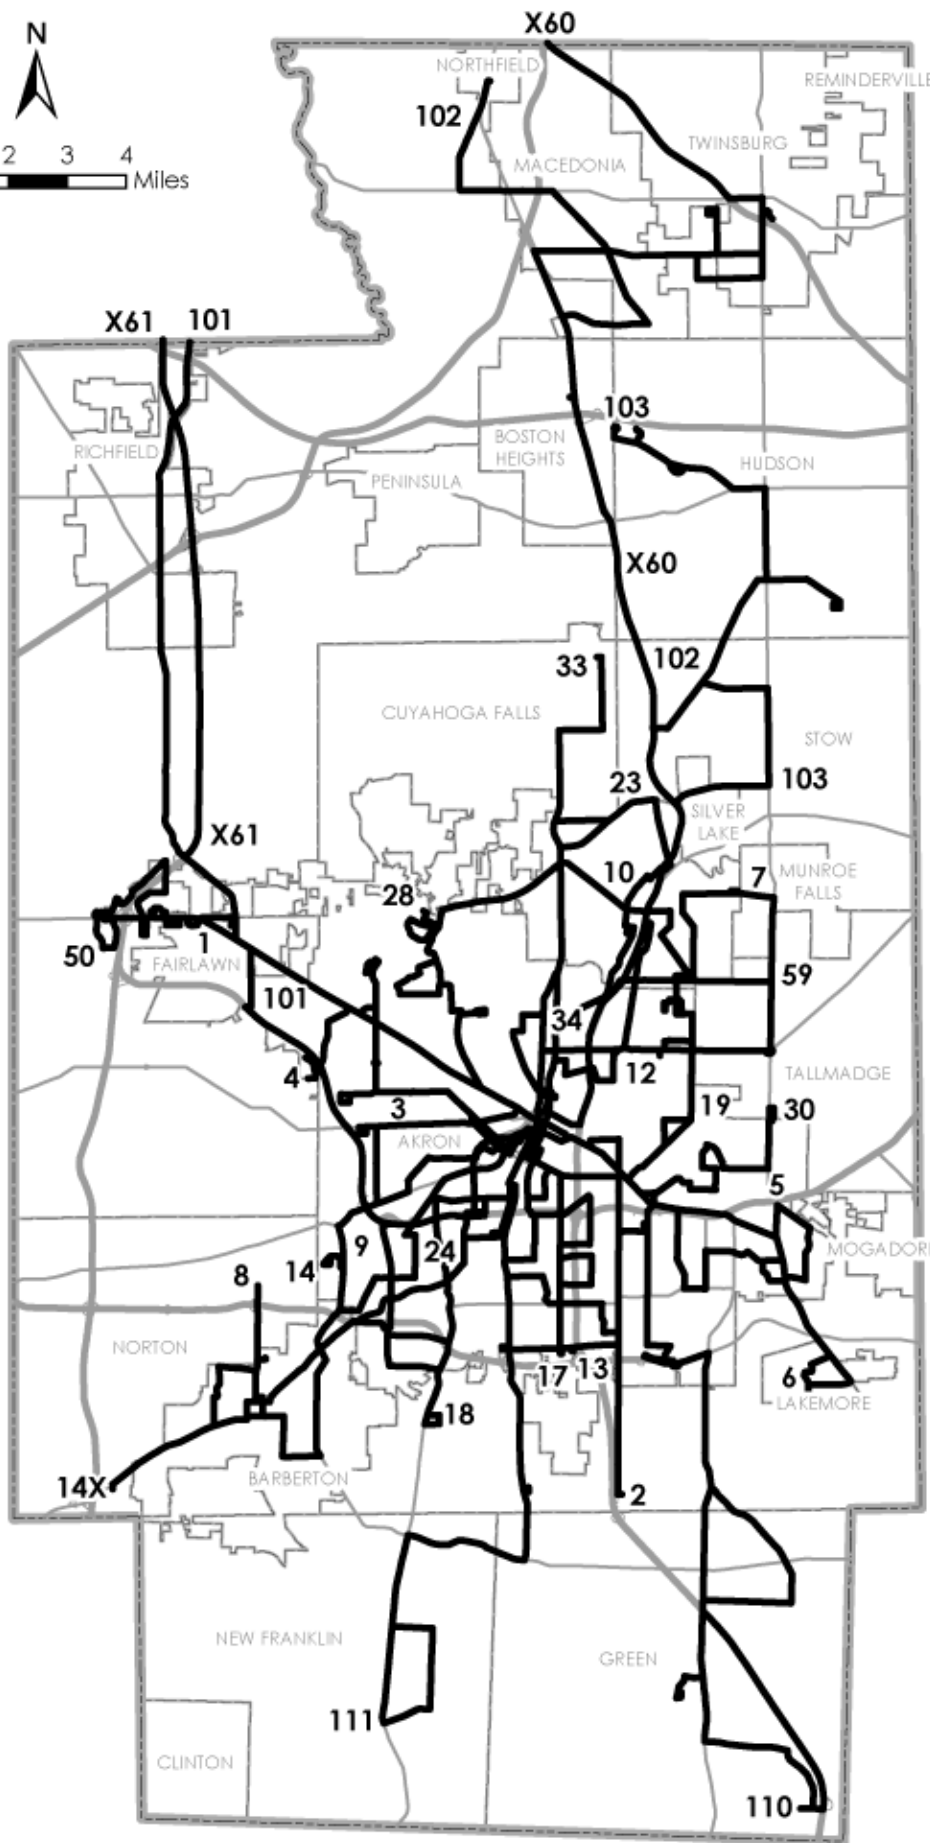 X60
N
NORTHFIELD
REMINDERVILLE
102
TWINSBURG
2 3 4
MACEDONIA
Miles
X61 101
103
BOSTON
HEIGHTS
RICHFIELD
HUDSON
PENINSULA
X60
102
33
CUYAHOGA FALLS
STOW
23
103
SILVER
LAKE
X61
10
7
MUNROE
FALLS
28
1
50
FAIRLAWN
59
101
34
4
12
TALLMADGE
3
19
30
AKRON
5
9
24
MOGADORE
14
8
NORTON
17 13
6
LAKEMORE
18
BARBERTON
14X
2
NEW FRANKLIN
GREEN
111
CLINTON
110